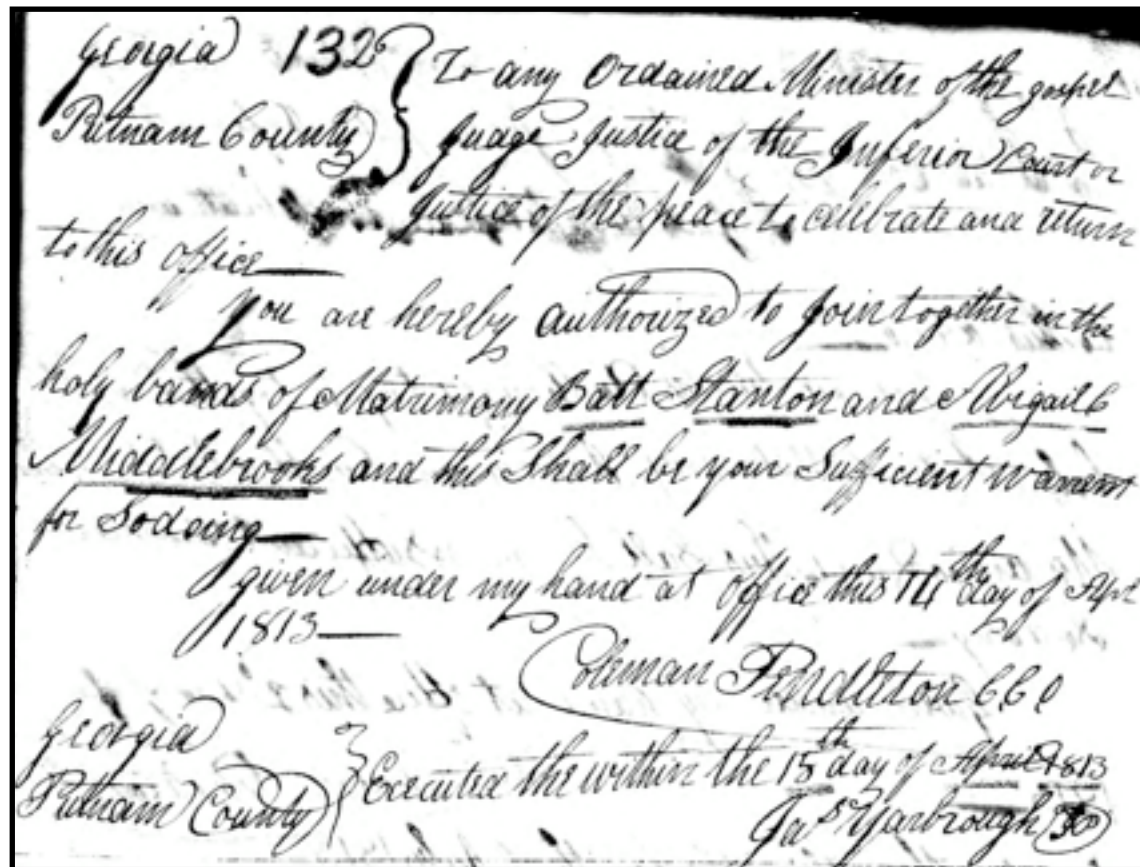 Georgia 132 } To any Ordained Minister of the gospel
Putnam County } Judge Justice of the Inferior Court or
Justice of the peace to celebrate and return
to this office—
you are hereby authorized to Join together in the
holy bands of Matrimony Batt Stanton and Abigail C
Middlebrooks and this Shall be your Sufficient warrent
for Sodoing—
given under my hand at office this 14th day of Apr
1813—
Coleman Pendleton C C O
Georgia
Putnam County } Executed the within the 15th day of April 1813
Jas Yarbrough